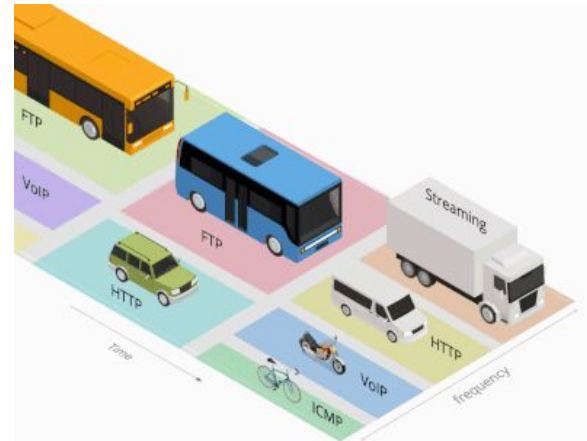 FTP
VoIP
FTP
Streaming
HTTP
HTTP
VoIP
ICMP
Time
frequency